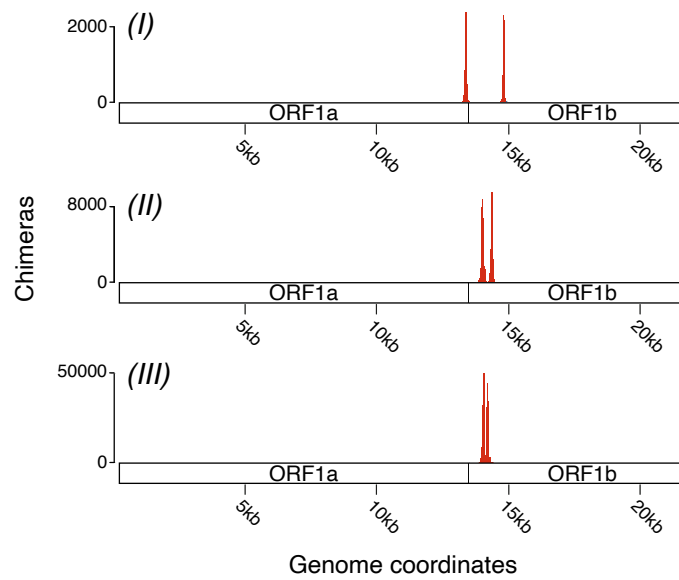 (I)
2000
0
ORF1a ORF1b
5kb 10kb 15kb 20kb
(II)
8000
0
ORF1a ORF1b
5kb 10kb 15kb 20kb
(III)
50000
0
ORF1a ORF1b
5kb 10kb 15kb 20kb
Chimeras
Genome coordinates